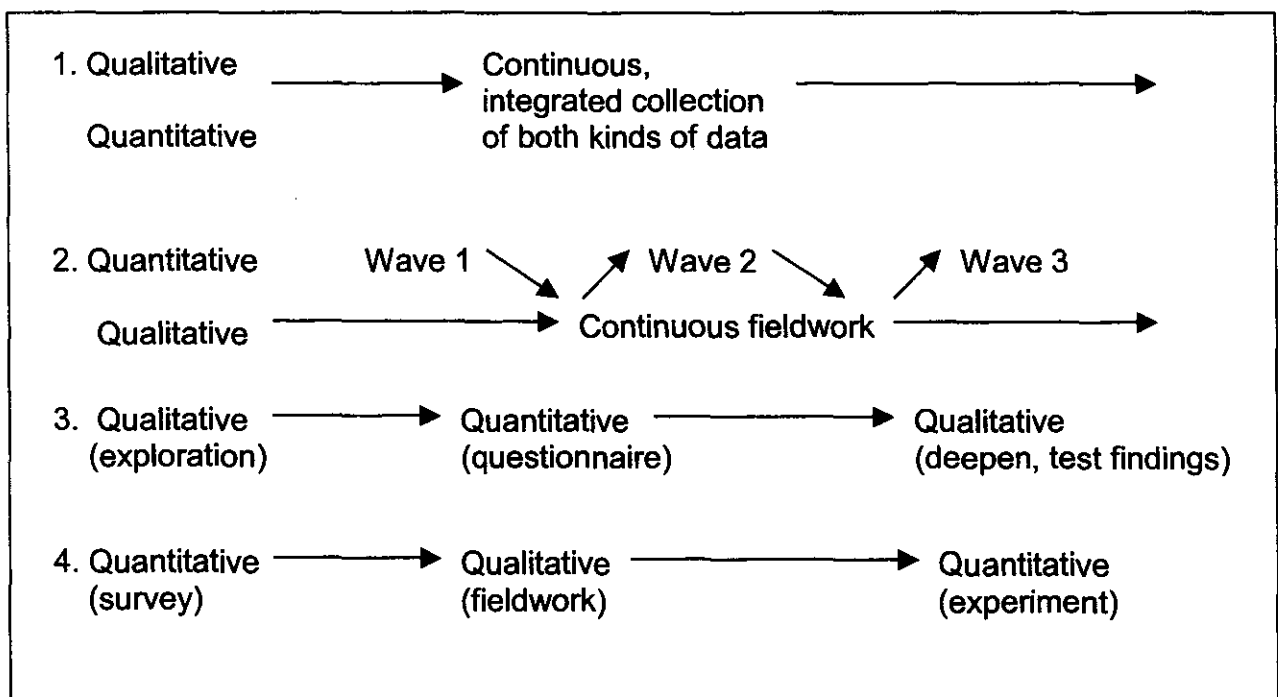 1. Qualitative
Continuous,
integrated collection
Quantitative
of both kinds of data
2. Quantitative Wave 1 Wave 2 Wave 3
Qualitative Continuous fieldwork
3. Qualitative Quantitative Qualitative
(exploration) (questionnaire) (deepen, test findings)
4. Quantitative Qualitative Quantitative
(survey) (fieldwork) (experiment)